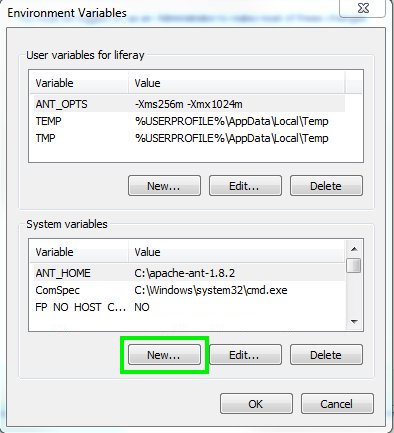 Environment Variables
User variables for liferay
Variable Value
ANT_OPTS -Xms256m -Xmx1024m
TEMP %USERPROFILE%\AppData\Local\Temp
TMP %USERPROFILE%\AppData\Local\Temp
New... Edit... Delete
System variables
Variable Value
ANT_HOME C:\apache-ant-1.8.2
ComSpec C:\Windows\system32\cmd.exe
FP_NO_HOST_C... NO
New... Edit... Delete
OK Cancel